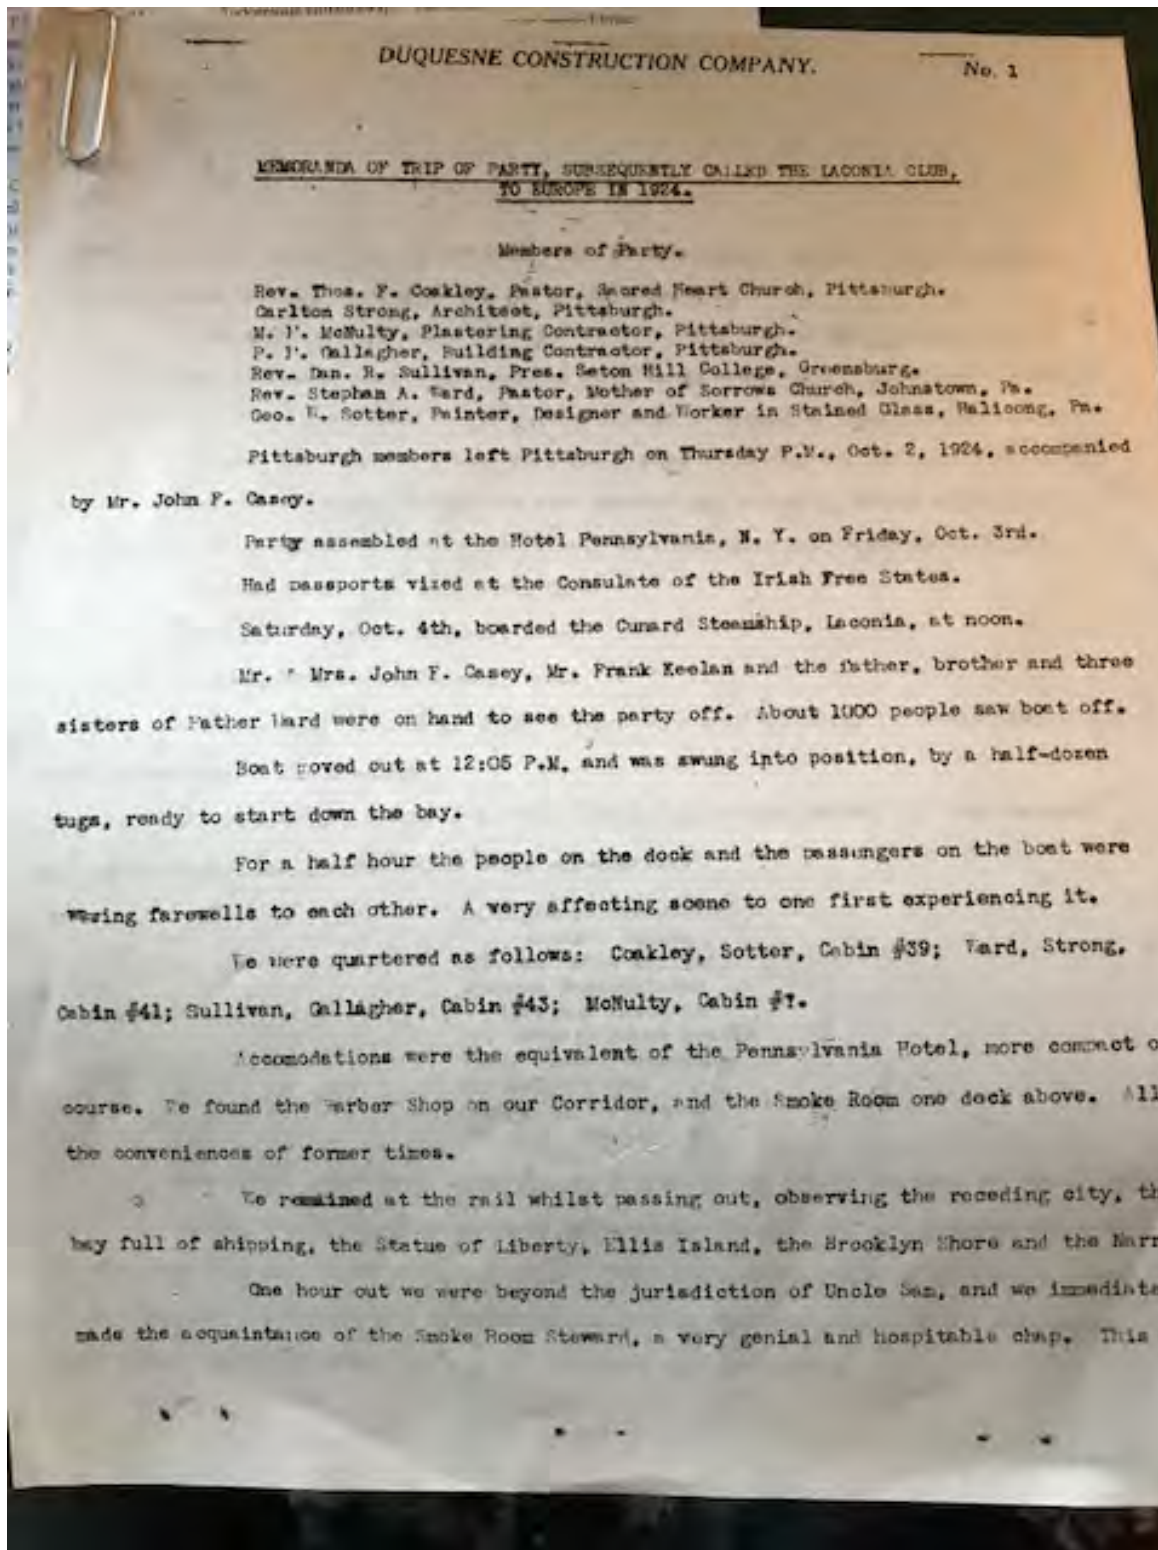 DUQUESNE CONSTRUCTION COMPANY.
No. 1
MEMORANDA OF TRIP OF PARTY, SUBSEQUENTLY CALLED THE LACONIA CLUB,
TO EUROPE IN 1924.
Members of Party.
Rev. Thos. F. Coakley, Pastor, Sacred Heart Church, Pittsburgh.
Carlton Strong, Architect, Pittsburgh.
McNulty, Plastering Contractor, Pittsburgh.
Gallagher, Building Contractor, Pittsburgh.
Rev. Dan. R. Sullivan, Pres. Seton Hill College, Greensburg.
Rev. Stephan A. Ward, Pastor, Mother of Sorrows Church, Johnstown, Pa.
Geo. Sotter, Painter, Designer and Worker in Stained Glass, Holicong, Pa.
Pittsburgh members left Pittsburgh on Thursday P.M., Oct. 2, 1924, accompanied
by Mr. John F. Casey.
Party assembled at the Hotel Pennsylvania, N. Y. on Friday, Oct. 3rd.
Had passports vized at the Consulate of the Irish Free States.
Saturday, Oct. 4th, boarded the Cunard Steamship, Laconia, at noon.
Mr. Mrs. John F. Casey, Mr. Frank Keelan and the father, brother and three
sisters of Father Ward were on hand to see the party off. About 1000 people saw boat off.
Boat moved out at 12:05 P.M. and was swung into position, by a half-dozen
tugs, ready to start down the bay.
For a half hour the people on the dock and the passengers on the boat were
waving farewells to each other. A very affecting scene to one first experiencing it.
We were quartered as follows: Coakley, Sotter, Cabin #39; Ward, Strong,
Cabin #41; Sullivan, Gallagher, Cabin #43; McNulty, Cabin #?.
Accomodations were the equivalent of the Pennsylvania Hotel, more compact o
course. We found the Barber Shop on our Corridor, and the Smoke Room one deck above. All
the conveniences of former times.
We remained at the rail whilst passing out, observing the receding city, th
bay full of shipping, the Statue of Liberty, Ellis Island, the Brooklyn Shore and the Narr
One hour out we were beyond the jurisdiction of Uncle Sam, and we immediate
made the acquaintance of the Smoke Room Steward, a very genial and hospitable chap. This